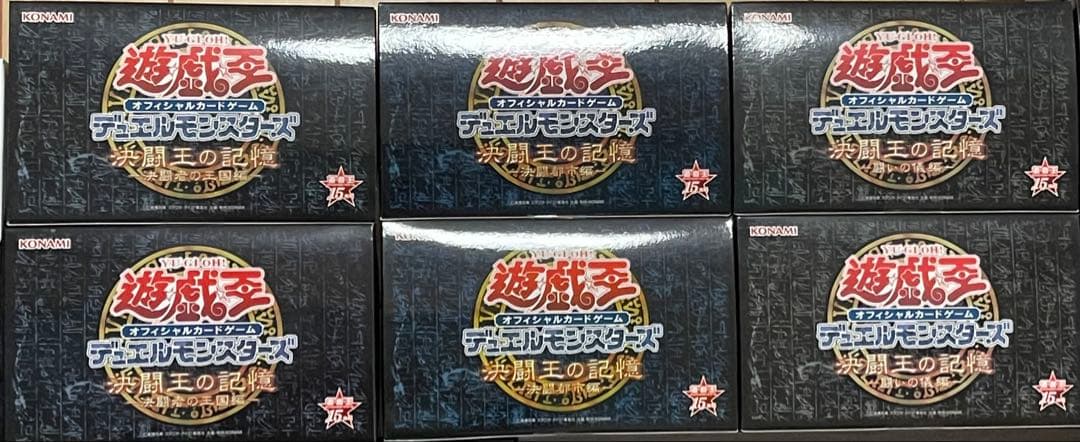 KONAMI
YU-GI-OH!
遊戯王
オフィシャルカードゲーム
デュエルモンスターズ
決闘王の記憶
決闘者の王国編
15th
KONAMI
YU-GI-OH!
遊戯王
オフィシャルカードゲーム
デュエルモンスターズ
決闘王の記憶
決闘都市編
15th
KONAMI
YU-GI-OH!
遊戯王
オフィシャルカードゲーム
デュエルモンスターズ
決闘王の記憶
闘いの儀編
15th
KONAMI
YU-GI-OH!
遊戯王
オフィシャルカードゲーム
デュエルモンスターズ
決闘王の記憶
決闘者の王国編
15th
KONAMI
YU-GI-OH!
遊戯王
オフィシャルカードゲーム
デュエルモンスターズ
決闘王の記憶
決闘都市編
15th
KONAMI
YU-GI-OH!
遊戯王
オフィシャルカードゲーム
デュエルモンスターズ
決闘王の記憶
闘いの儀編
15th